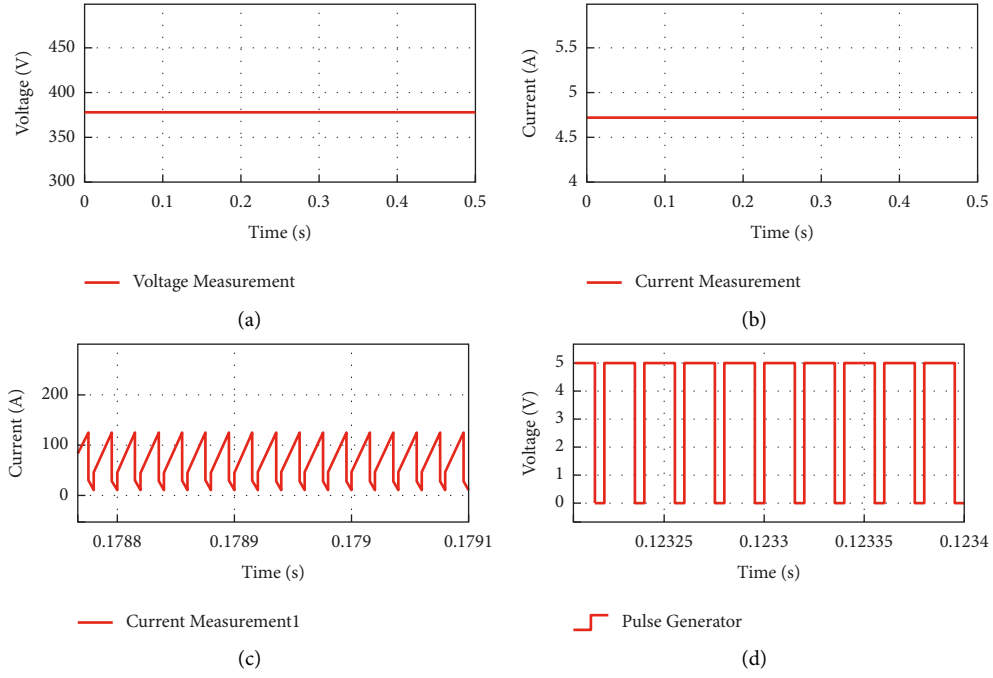 450
400
350
300
Voltage (V)
0
0.1
0.2
0.3
0.4
0.5
Time (s)
Voltage Measurement
(a)
5.5
5
4.5
4
Current (A)
0
0.1
0.2
0.3
0.4
0.5
Time (s)
Current Measurement
(b)
200
100
0
Current (A)
0.1788
0.1789
0.179
0.1791
Time (s)
Current Measurement1
(c)
5
4
3
2
1
0
Voltage (V)
0.12325
0.1233
0.12335
0.1234
Time (s)
Pulse Generator
(d)